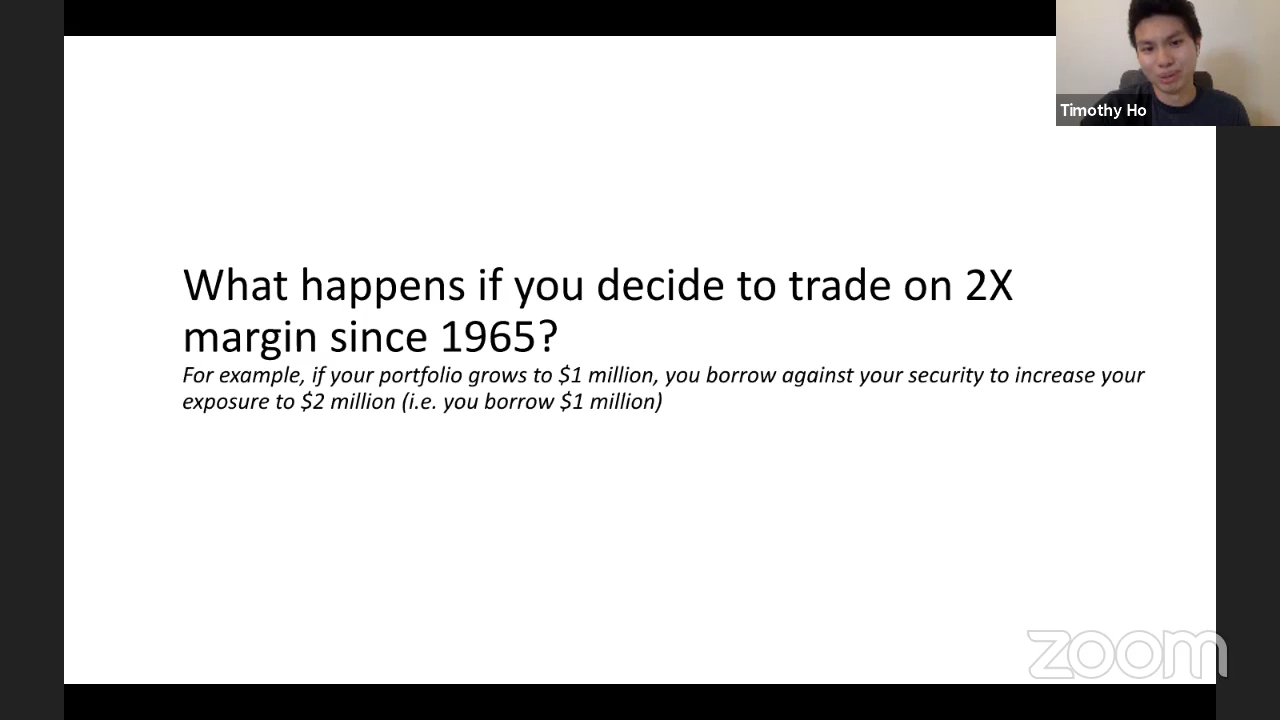 Timothy Ho
What happens if you decide to trade on 2X
margin since 1965?
For example, if your portfolio grows to $1 million, you borrow against your security to increase your
exposure to $2 million (i.e. you borrow $1 million)
zoom